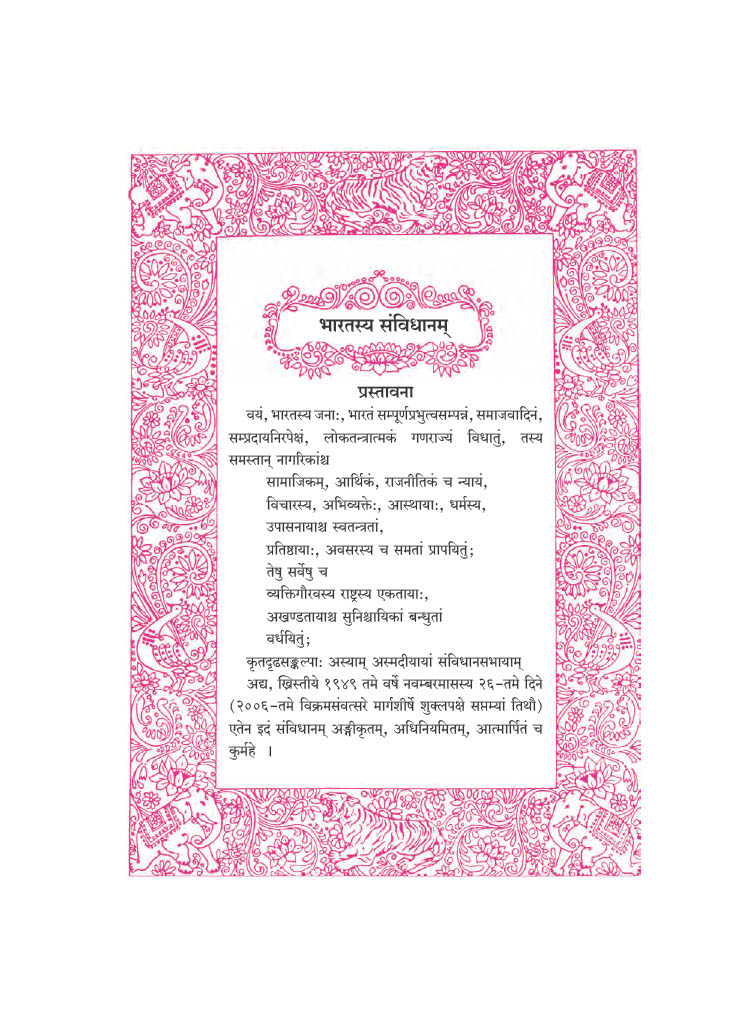 भारतस्य संविधानम्
प्रस्तावना
वयं, भारतस्य जनाः, भारतं सम्पूर्णप्रभुत्वसम्पन्नं, समाजवादिनं,
सम्प्रदायनिरपेक्षं, लोकतन्त्रात्मकं गणराज्यं विधातुं, तस्य
समस्तान् नागरिकांश्च
सामाजिकम्, आर्थिकं, राजनीतिकं च न्यायं,
विचारस्य, अभिव्यक्तेः, आस्थायाः, धर्मस्य,
उपासनायाश्च स्वतन्त्रतां,
प्रतिष्ठायाः, अवसरस्य च समतां प्रापयितुं;
तेषु सर्वेषु च
व्यक्तिगौरवस्य राष्ट्रस्य एकतायाः,
अखण्डतायाश्च सुनिश्चायिकां बन्धुतां
वर्धयितुं;
कृतदृढसङ्कल्पाः अस्याम् अस्मदीयायां संविधानसभायाम्
अद्य, ख्रिस्तीये १९४९ तमे वर्षे नवम्बरमासस्य २६-तमे दिने
(२००६-तमे विक्रमसंवत्सरे मार्गशीर्षे शुक्लपक्षे सप्तम्यां तिथौ)
एतेन इदं संविधानम् अङ्गीकृतम्, अधिनियमितम्, आत्मार्पितं च
कुर्महे ।